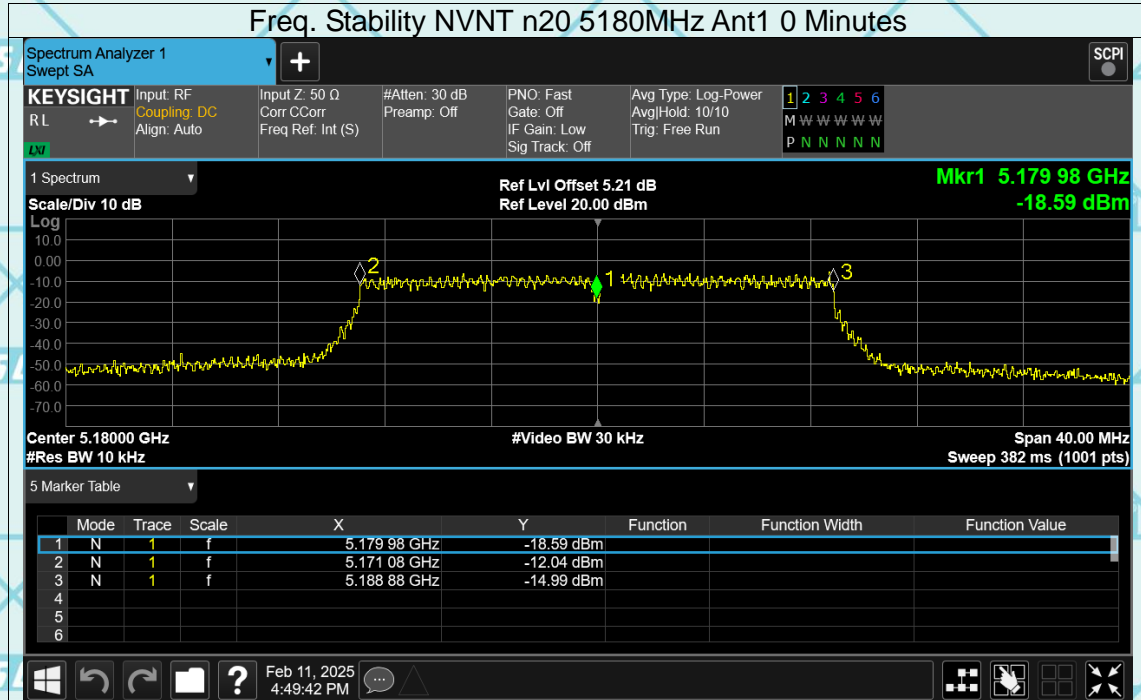 Freq. Stability NVNT n20 5180MHz Ant1 0 Minutes
Spectrum Analyzer 1
Swept SA
+
SCPI
KEYSIGHT
R L
LXI
Input: RF
Coupling: DC
Align: Auto
Input Z: 50 Ω
Corr CCorr
Freq Ref: Int (S)
#Atten: 30 dB
Preamp: Off
PNO: Fast
Gate: Off
IF Gain: Low
Sig Track: Off
Avg Type: Log-Power
Avg|Hold: 10/10
Trig: Free Run
1 2 3 4 5 6
M W W W W W
P N N N N N
1 Spectrum
Scale/Div 10 dB
Ref Lvl Offset 5.21 dB
Ref Level 20.00 dBm
Mkr1 5.179 98 GHz
-18.59 dBm
Log
10.0
0.00
-10.0
-20.0
-30.0
-40.0
-50.0
-60.0
-70.0
2
1
3
Center 5.18000 GHz
#Video BW 30 kHz
Span 40.00 MHz
#Res BW 10 kHz
Sweep 382 ms (1001 pts)
5 Marker Table
Mode Trace Scale X Y Function Function Width Function Value
1 N 1 f 5.179 98 GHz -18.59 dBm
2 N 1 f 5.171 08 GHz -12.04 dBm
3 N 1 f 5.188 88 GHz -14.99 dBm
4
5
6
?
Feb 11, 2025
4:49:42 PM